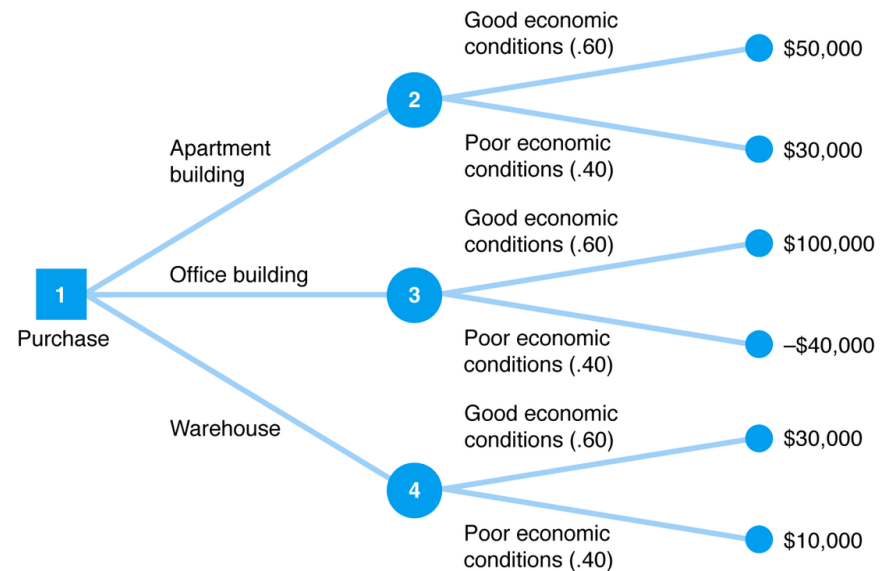 Good economic
conditions (.60)
$50,000
2
Apartment
building
Poor economic
conditions (.40)
$30,000
Good economic
conditions (.60)
$100,000
1
Office building
3
Purchase
Poor economic
conditions (.40)
–$40,000
Warehouse
Good economic
conditions (.60)
$30,000
4
Poor economic
conditions (.40)
$10,000